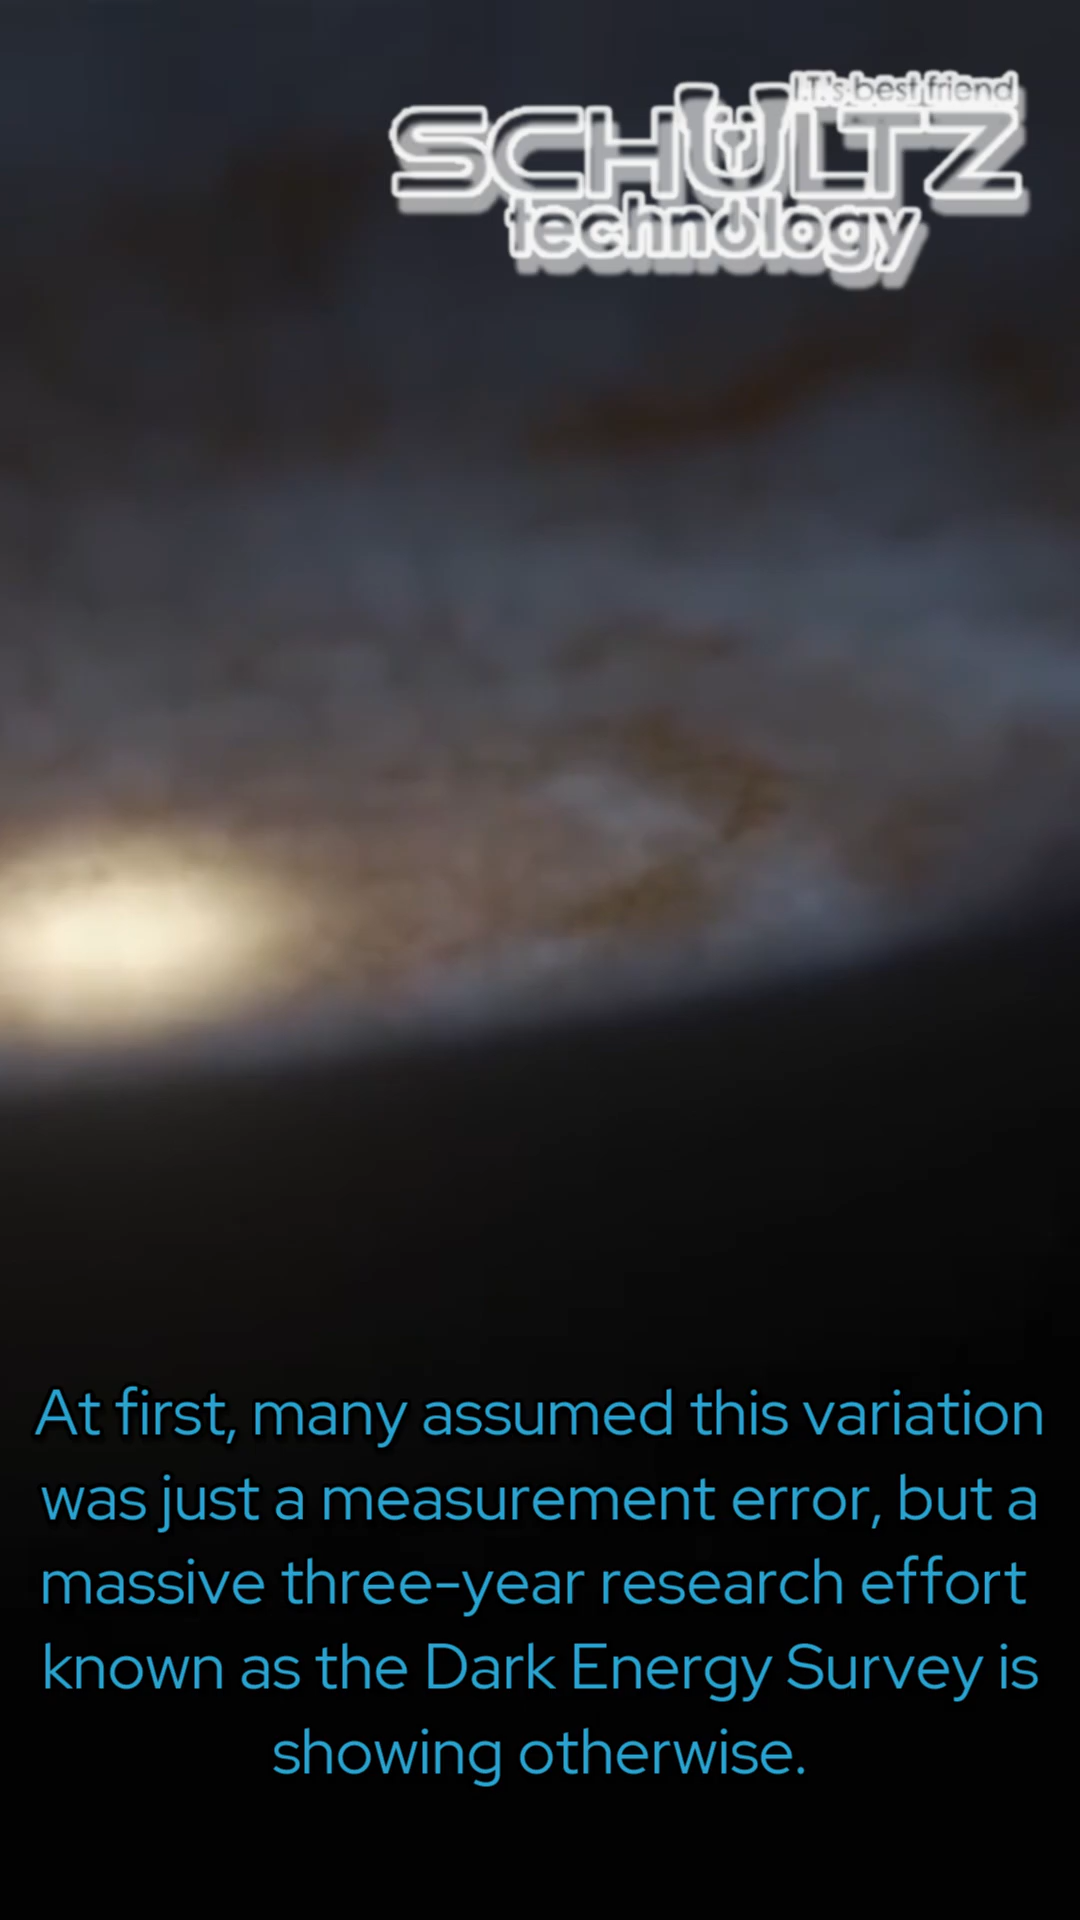 I.T.'s best friend
SCHULTZ
technology
At first, many assumed this variation
was just a measurement error, but a
massive three-year research effort
known as the Dark Energy Survey is
showing otherwise.